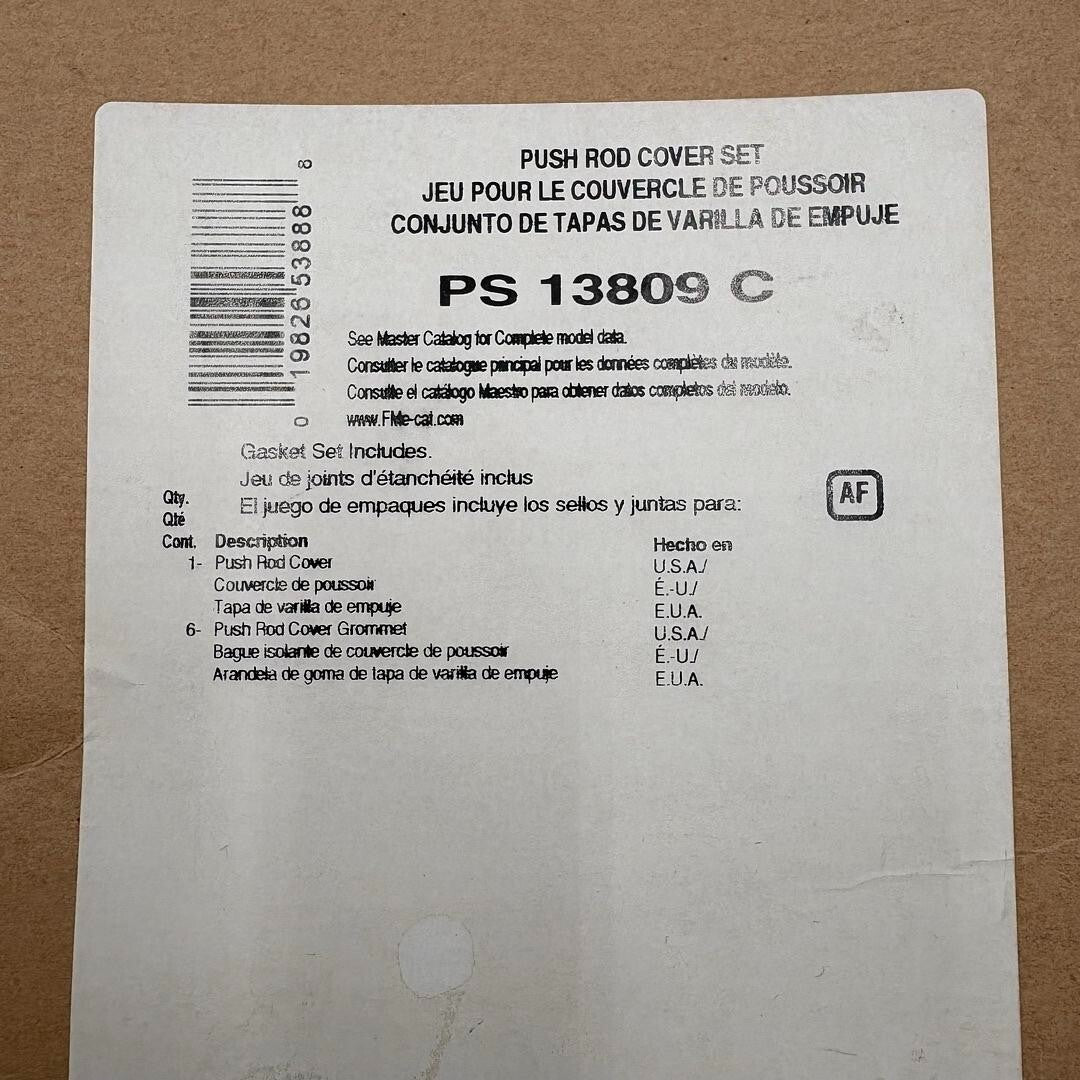 PUSH ROD COVER SET
JEU POUR LE COUVERCLE DE POUSSOIR
CONJUNTO DE TAPAS DE VARILLA DE EMPUJE
PS 13809 C
0 19826 53888 8
See Master Catalog for Complete model data.
Consulter le catalogue principal pour les données complètes du modèle.
Consulte el catálogo Maestro para obtener datos completos del modelo.
www.FMe-cat.com
Gasket Set Includes.
Jeu de joints d'étanchéité inclus
El juego de empaques incluye los sellos y juntas para:
AF
Qty.
Qté
Cont. Description Hecho en
1- Push Rod Cover U.S.A./
Couvercle de poussoir É.-U./
Tapa de varilla de empuje E.U.A.
6- Push Rod Cover Grommet U.S.A./
Bague isolante de couvercle de poussoir É.-U./
Arandela de goma de tapa de varilla de empuje E.U.A.